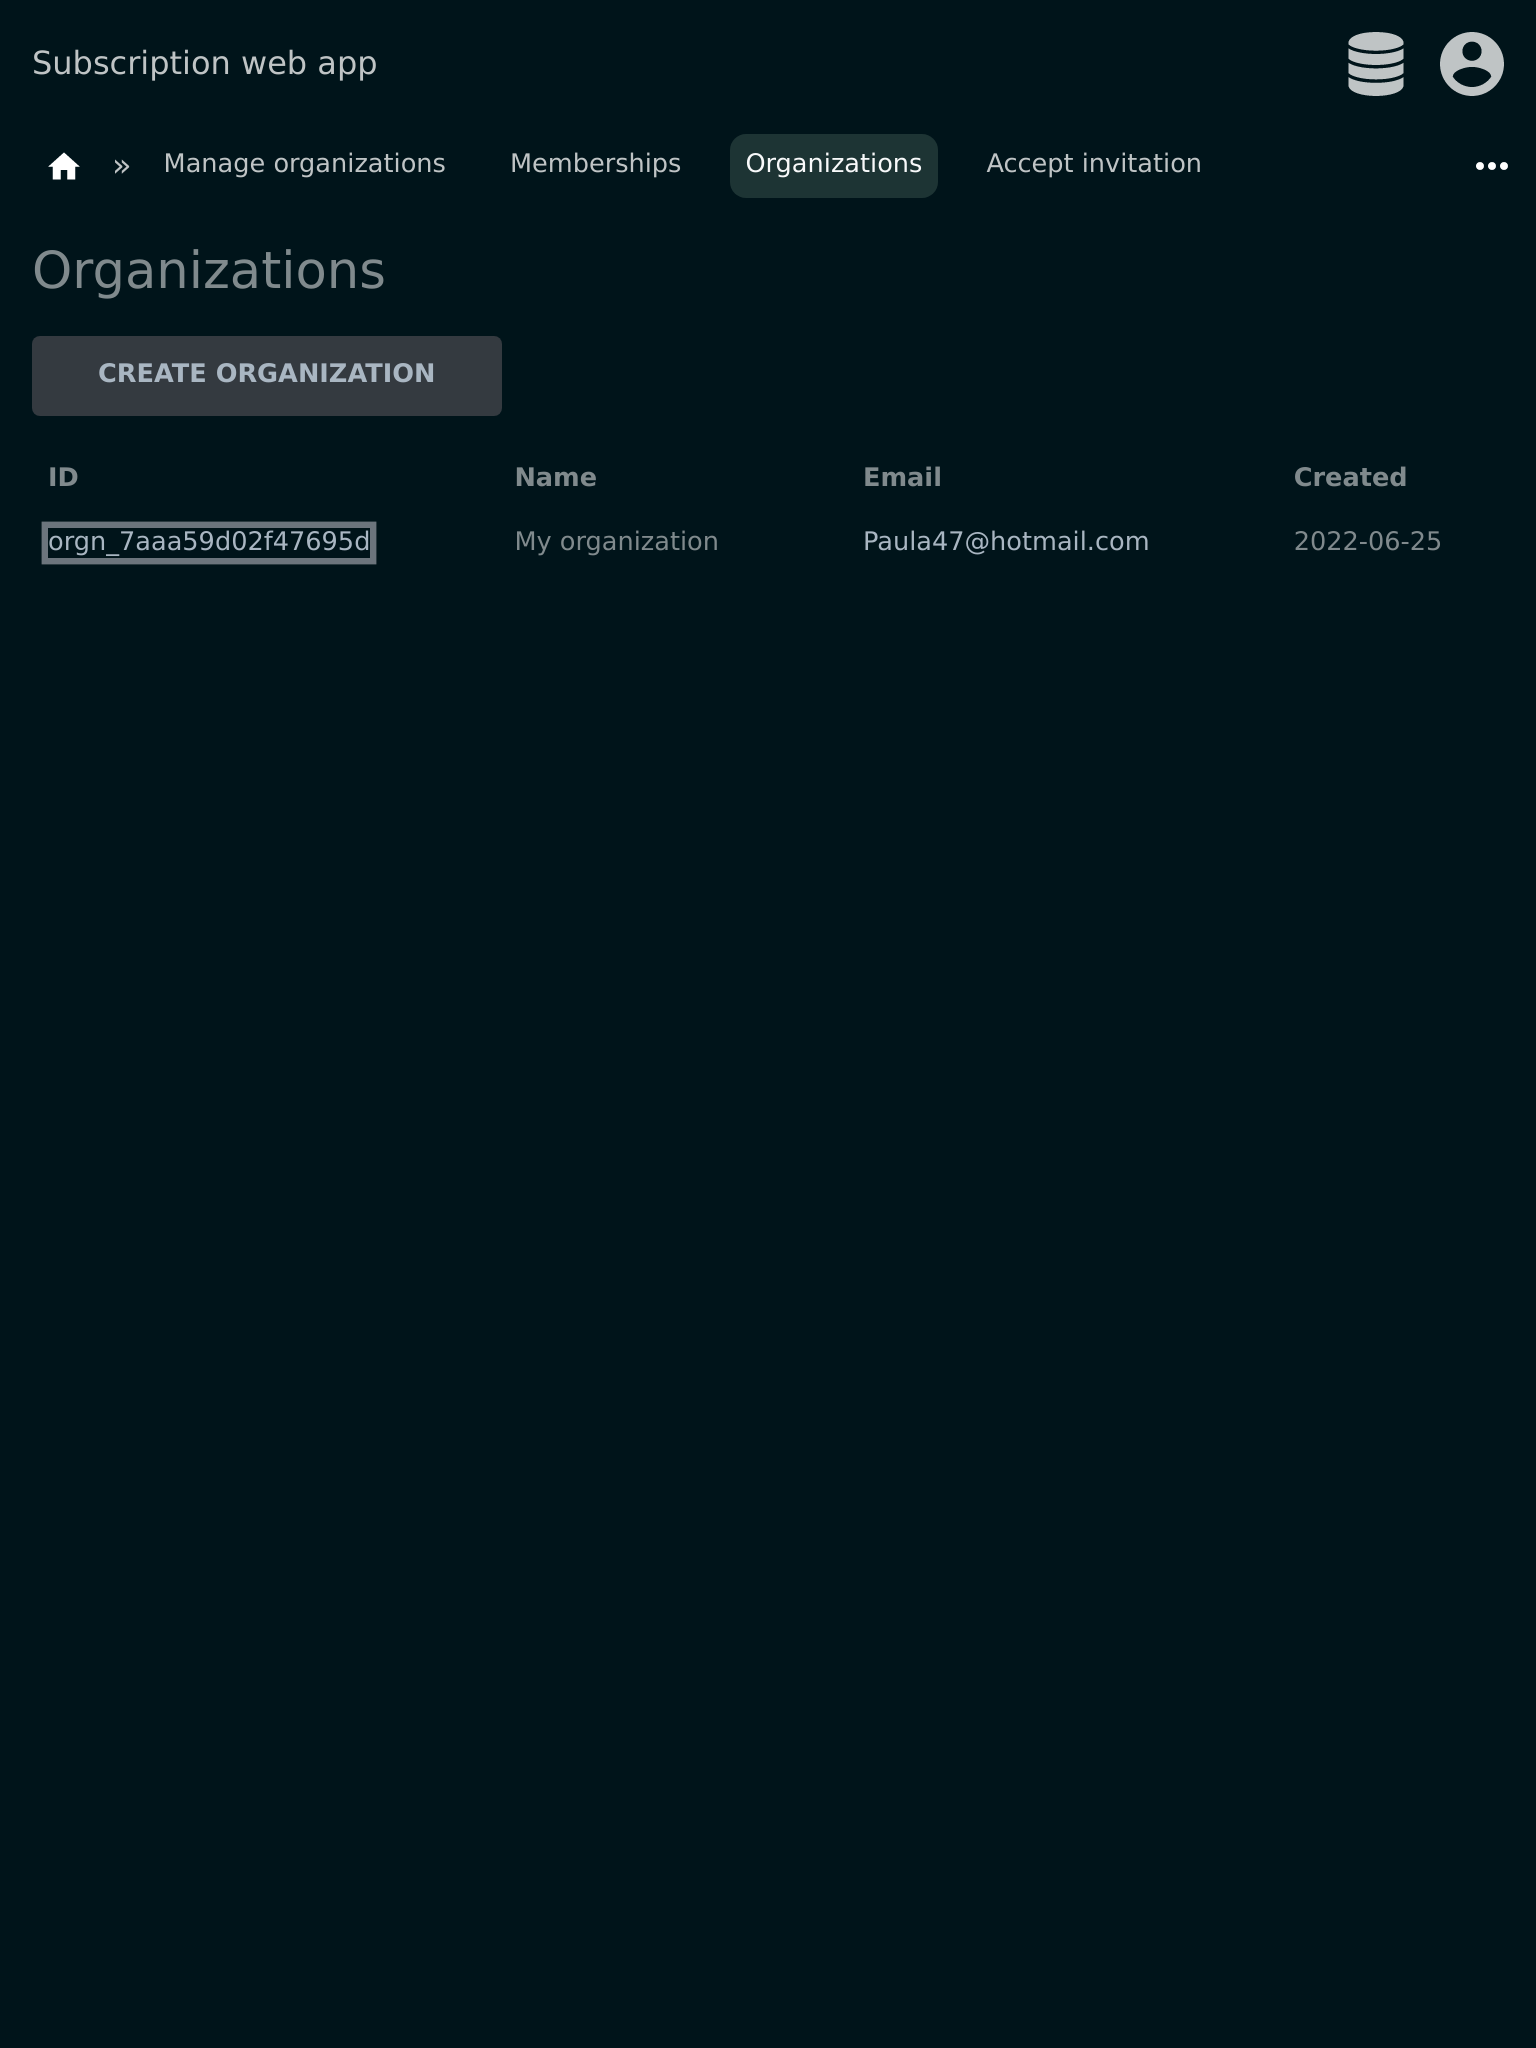 Subscription web app
» Manage organizations Memberships Organizations Accept invitation
Organizations
CREATE ORGANIZATION
ID Name Email Created
orgn_7aaa59d02f47695d My organization Paula47@hotmail.com 2022-06-25